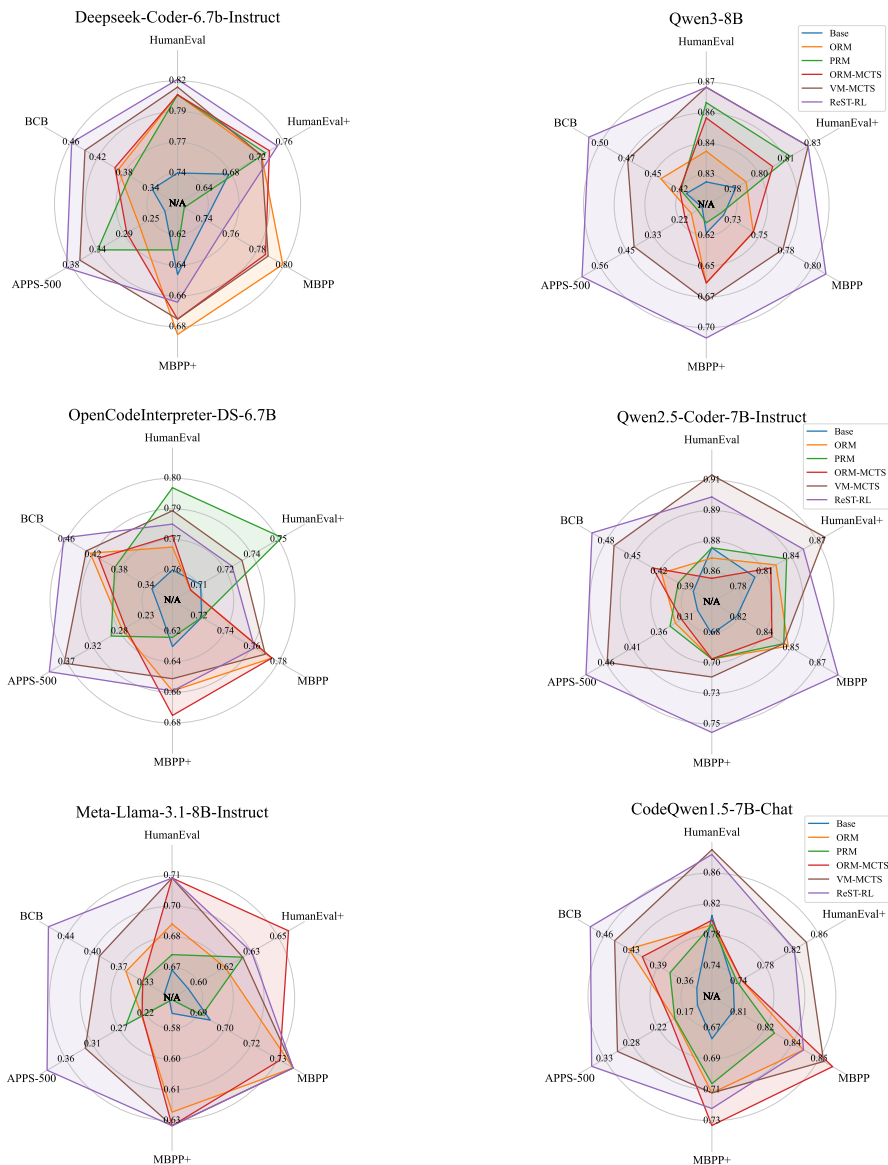 Deepseek-Coder-6.7b-Instruct
HumanEval
HumanEval+
MBPP
MBPP+
APPS-500
BCB
N/A
0.74
0.77
0.79
0.82
0.64
0.68
0.72
0.76
0.74
0.76
0.78
0.80
0.62
0.64
0.66
0.68
0.25
0.29
0.34
0.38
0.34
0.38
0.42
0.46
Qwen3-8B
HumanEval
HumanEval+
MBPP
MBPP+
APPS-500
BCB
N/A
0.83
0.84
0.86
0.87
0.78
0.80
0.81
0.83
0.73
0.75
0.78
0.62
0.65
0.67
0.70
0.22
0.33
0.45
0.56
0.42
0.45
0.47
0.50
Base
ORM
PRM
ORM-MCTS
VM-MCTS
ReST-RL
OpenCodeInterpreter-DS-6.7B
HumanEval
HumanEval+
MBPP
MBPP+
APPS-500
BCB
N/A
0.76
0.77
0.79
0.80
0.71
0.72
0.74
0.75
0.72
0.74
0.76
0.78
0.62
0.64
0.66
0.68
0.23
0.28
0.32
0.37
0.34
0.38
0.42
0.46
Qwen2.5-Coder-7B-Instruct
HumanEval
HumanEval+
MBPP
MBPP+
APPS-500
BCB
N/A
0.86
0.88
0.89
0.91
0.81
0.84
0.87
0.82
0.84
0.85
0.87
0.68
0.70
0.73
0.75
0.31
0.36
0.41
0.46
0.39
0.42
0.45
0.48
Base
ORM
PRM
ORM-MCTS
VM-MCTS
ReST-RL
Meta-Llama-3.1-8B-Instruct
HumanEval
HumanEval+
MBPP
MBPP+
APPS-500
BCB
N/A
0.67
0.68
0.70
0.71
0.60
0.62
0.63
0.65
0.70
0.72
0.73
0.58
0.60
0.61
0.63
0.22
0.27
0.31
0.36
0.33
0.37
0.40
0.44
CodeQwen1.5-7B-Chat
HumanEval
HumanEval+
MBPP
MBPP+
APPS-500
BCB
N/A
0.74
0.78
0.82
0.86
0.74
0.78
0.82
0.86
0.81
0.82
0.84
0.85
0.67
0.69
0.71
0.73
0.17
0.22
0.28
0.33
0.36
0.39
0.43
0.46
Base
ORM
PRM
ORM-MCTS
VM-MCTS
ReST-RL